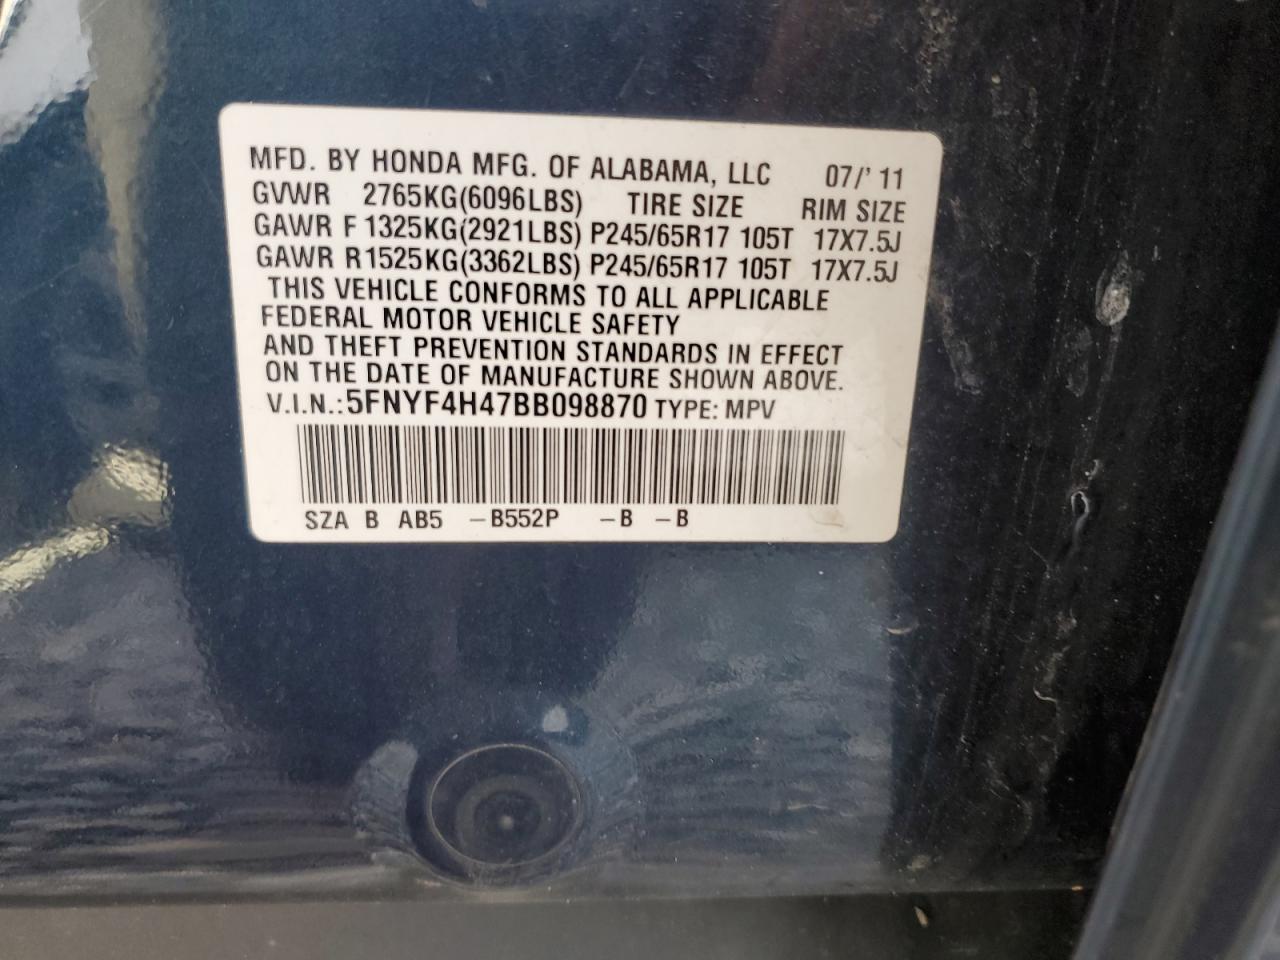 MFD. BY HONDA MFG. OF ALABAMA, LLC 07/' 11
GVWR 2765KG(6096LBS) TIRE SIZE RIM SIZE
GAWR F 1325KG(2921LBS) P245/65R17 105T 17X7.5J
GAWR R1525KG(3362LBS) P245/65R17 105T 17X7.5J
THIS VEHICLE CONFORMS TO ALL APPLICABLE
FEDERAL MOTOR VEHICLE SAFETY
AND THEFT PREVENTION STANDARDS IN EFFECT
ON THE DATE OF MANUFACTURE SHOWN ABOVE.
V.I.N.:5FNYF4H47BB098870 TYPE: MPV
SZA B AB5 –B552P –B –B